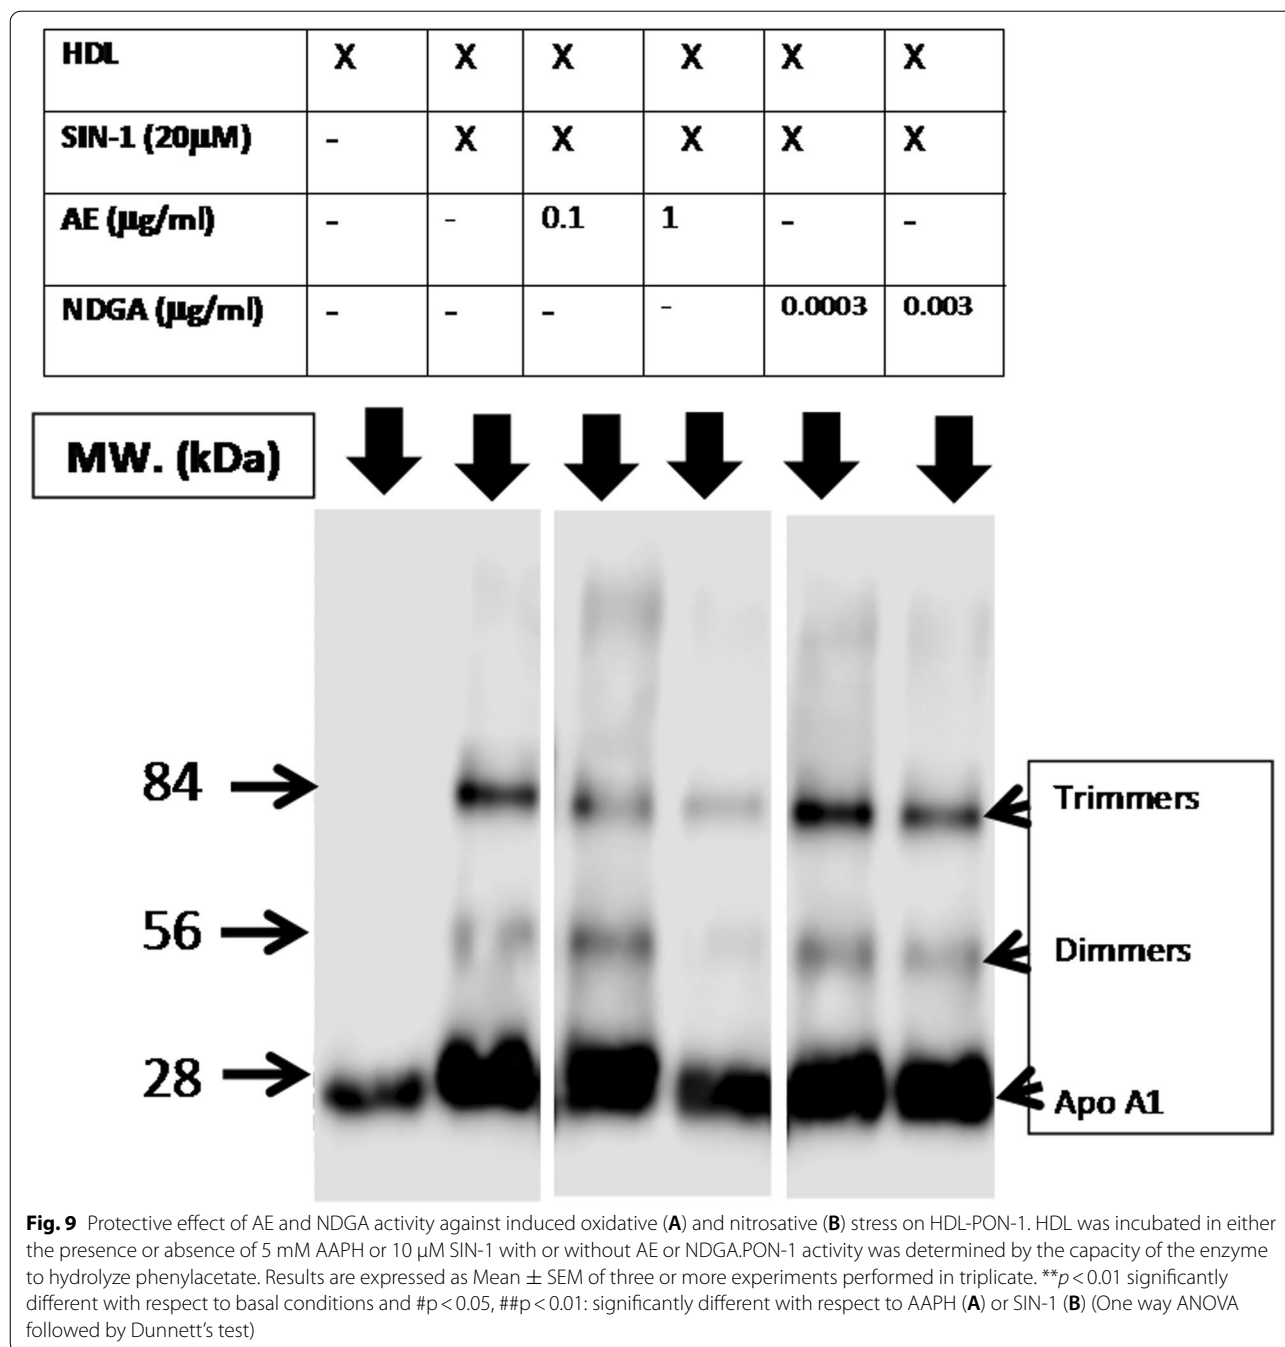 HDL X X X X X X
SIN-1 (20µM) - X X X X X
AE (µg/ml) - - 0.1 1 - -
NDGA (µg/ml) - - - - 0.0003 0.003
MW. (kDa)
84
Trimmers
56
Dimmers
28
Apo A1
Fig. 9 Protective effect of AE and NDGA activity against induced oxidative (A) and nitrosative (B) stress on HDL-PON-1. HDL was incubated in either
the presence or absence of 5 mM AAPH or 10 µM SIN-1 with or without AE or NDGA.PON-1 activity was determined by the capacity of the enzyme
to hydrolyze phenylacetate. Results are expressed as Mean ± SEM of three or more experiments performed in triplicate. **p < 0.01 significantly
different with respect to basal conditions and #p < 0.05, ##p < 0.01: significantly different with respect to AAPH (A) or SIN-1 (B) (One way ANOVA
followed by Dunnett's test)